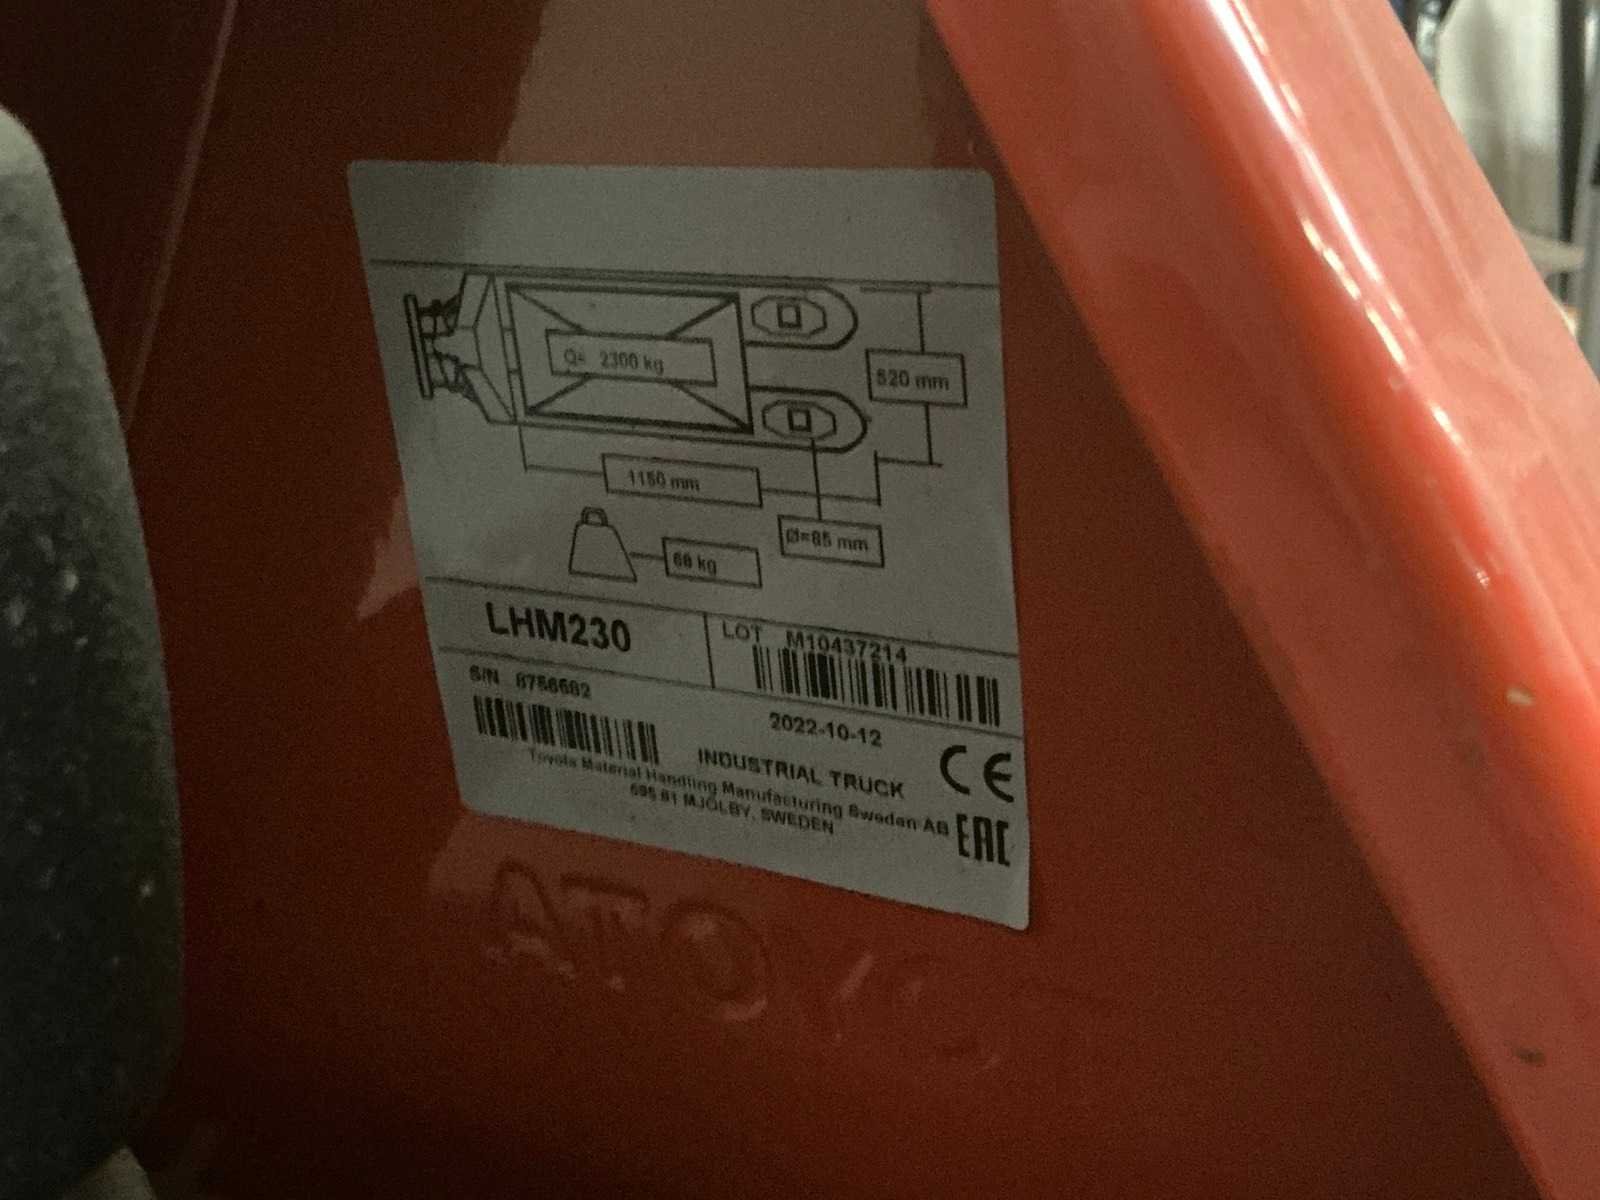 Q= 2300 kg
520 mm
1150 mm
Ø=85 mm
68 kg
LHM230
LOT M10437214
S/N 8756682
2022-10-12
CE
INDUSTRIAL TRUCK
Toyota Material Handling Manufacturing Sweden AB
595 81 MJÖLBY, SWEDEN
EAC